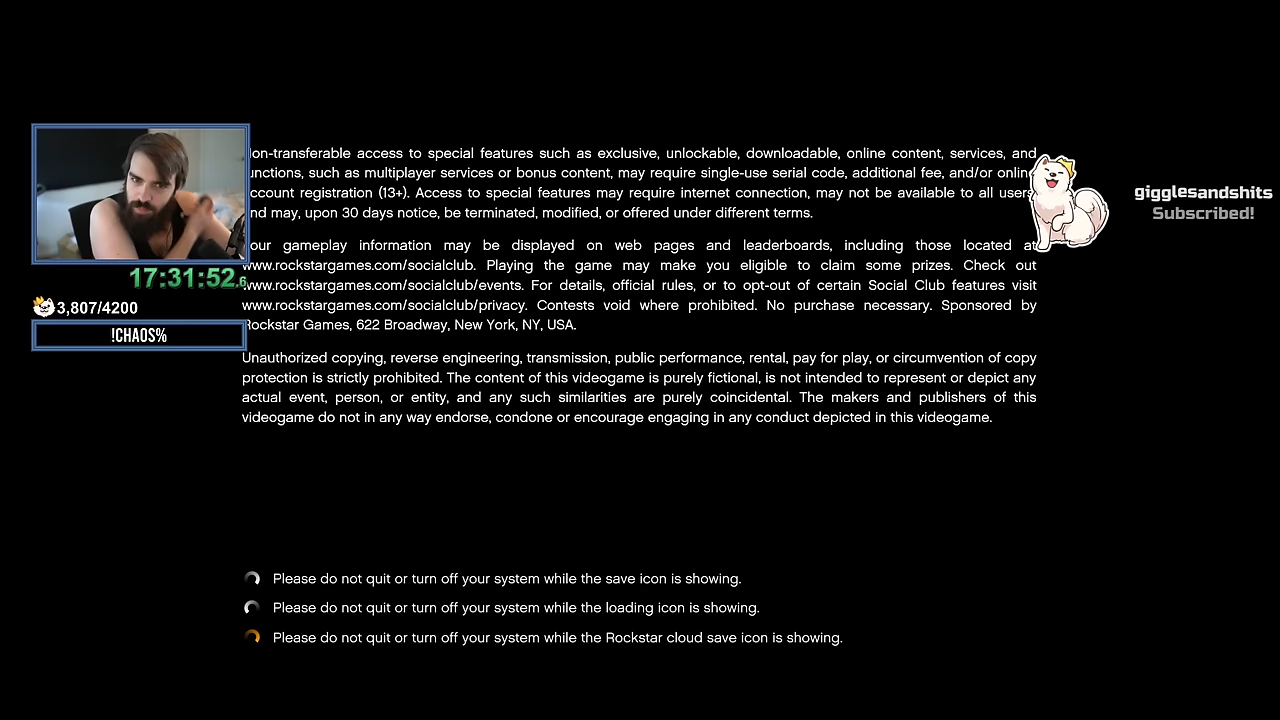 on-transferable access to special features such as exclusive, unlockable, downloadable, online content, services, and
unctions, such as multiplayer services or bonus content, may require single-use serial code, additional fee, and/or online
ccount registration (13+). Access to special features may require internet connection, may not be available to all users
nd may, upon 30 days notice, be terminated, modified, or offered under different terms.
gigglesandshits
Subscribed!
our gameplay information may be displayed on web pages and leaderboards, including those located at
www.rockstargames.com/socialclub. Playing the game may make you eligible to claim some prizes. Check out
www.rockstargames.com/socialclub/events. For details, official rules, or to opt-out of certain Social Club features visit
www.rockstargames.com/socialclub/privacy. Contests void where prohibited. No purchase necessary. Sponsored by
Rockstar Games, 622 Broadway, New York, NY, USA.
17:31:52.6
3,807/4200
!CHAOS%
Unauthorized copying, reverse engineering, transmission, public performance, rental, pay for play, or circumvention of copy
protection is strictly prohibited. The content of this videogame is purely fictional, is not intended to represent or depict any
actual event, person, or entity, and any such similarities are purely coincidental. The makers and publishers of this
videogame do not in any way endorse, condone or encourage engaging in any conduct depicted in this videogame.
Please do not quit or turn off your system while the save icon is showing.
Please do not quit or turn off your system while the loading icon is showing.
Please do not quit or turn off your system while the Rockstar cloud save icon is showing.